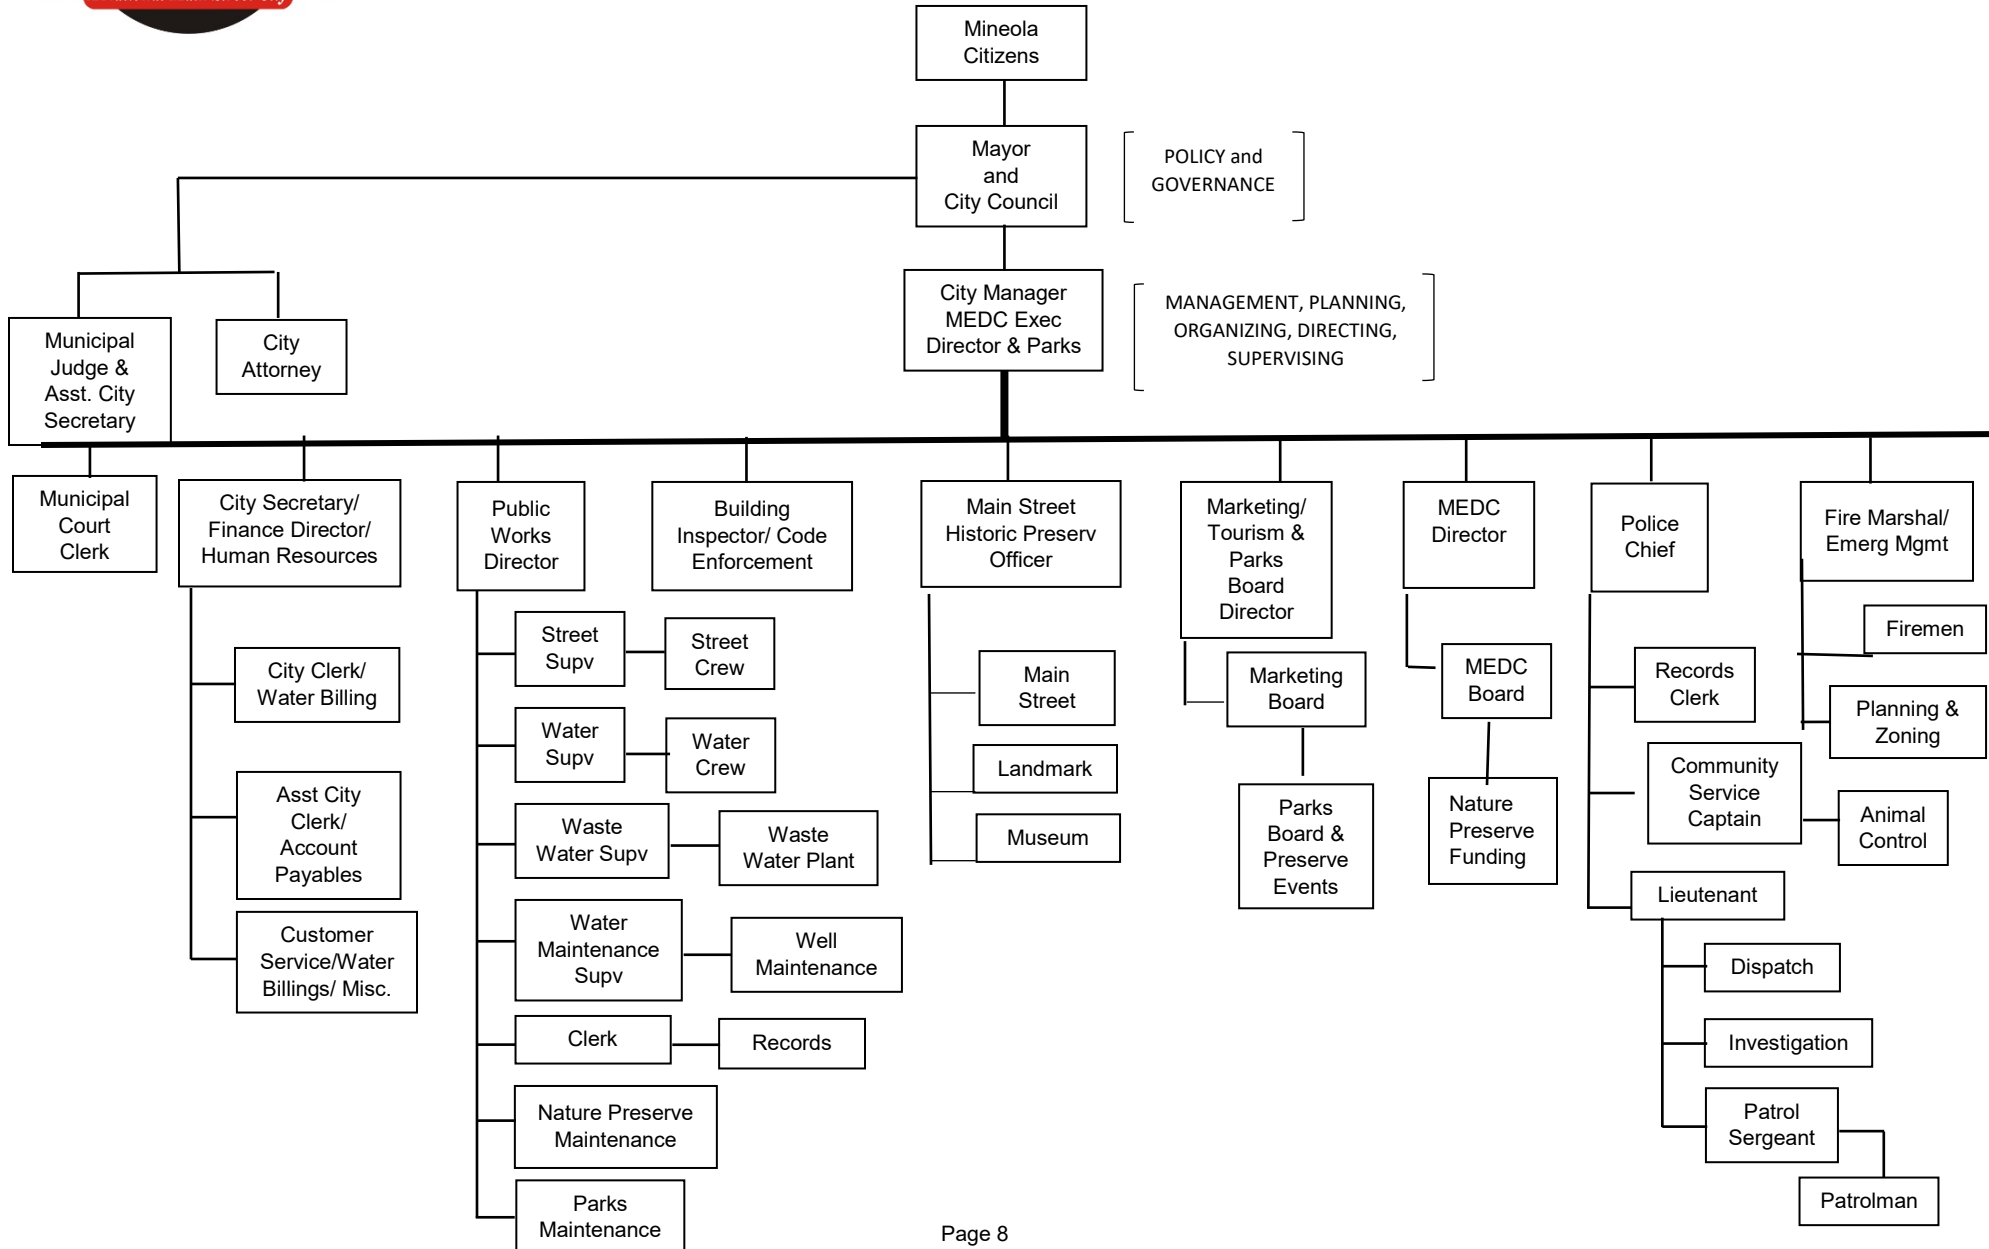 Mineola
Citizens
Mayor
and
City Council
POLICY and
GOVERNANCE
City Manager
MEDC Exec
Director & Parks
MANAGEMENT, PLANNING,
ORGANIZING, DIRECTING,
SUPERVISING
Municipal
Judge &
Asst. City
Secretary
City
Attorney
Municipal
Court
Clerk
City Secretary/
Finance Director/
Human Resources
Public
Works
Director
Building
Inspector/ Code
Enforcement
Main Street
Historic Preserv
Officer
Marketing/
Tourism &
Parks
Board
Director
MEDC
Director
Police
Chief
Fire Marshal/
Emerg Mgmt
City Clerk/
Water Billing
Asst City
Clerk/
Account
Payables
Customer
Service/Water
Billings/ Misc.
Street
Supv
Street
Crew
Water
Supv
Water
Crew
Waste
Water Supv
Waste
Water Plant
Water
Maintenance
Supv
Well
Maintenance
Clerk
Records
Nature Preserve
Maintenance
Parks
Maintenance
Main
Street
Landmark
Museum
Marketing
Board
Parks
Board &
Preserve
Events
MEDC
Board
Nature
Preserve
Funding
Records
Clerk
Community
Service
Captain
Animal
Control
Lieutenant
Dispatch
Investigation
Patrol
Sergeant
Patrolman
Firemen
Planning &
Zoning
Page 8